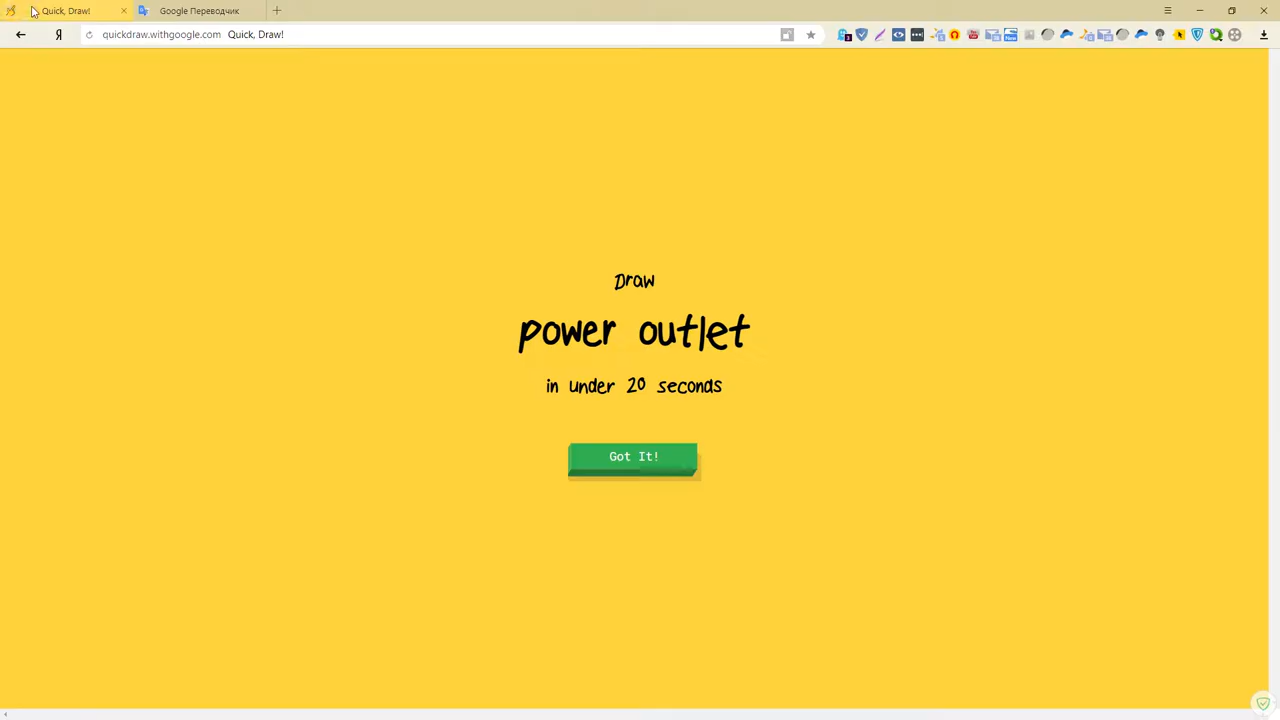 Quick, Draw!
Google Переводчик
Я
quickdraw.withgoogle.com Quick, Draw!
Draw
power outlet
in under 20 seconds
Got It!